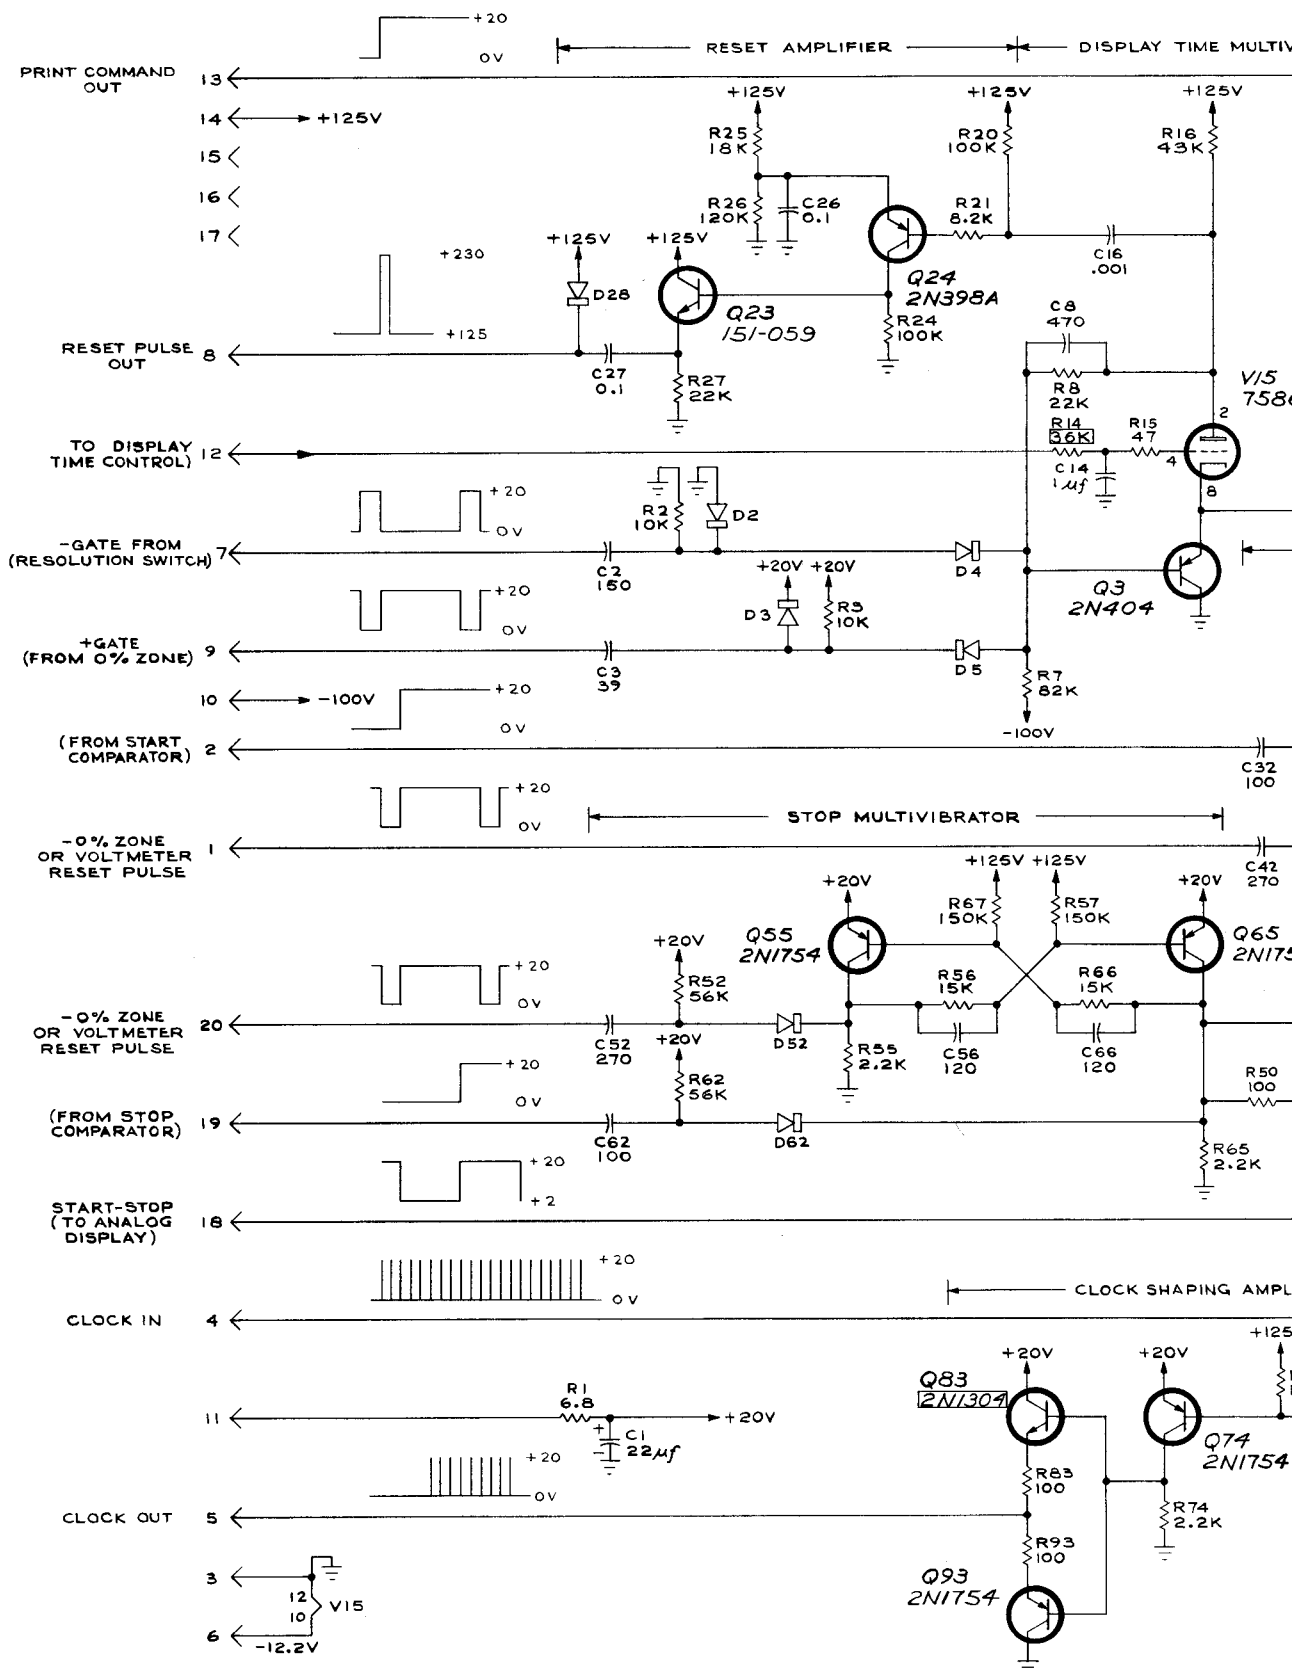 +20
0V
RESET AMPLIFIER
DISPLAY TIME MULTIV
PRINT COMMAND
OUT
13
+125V
+125V
+125V
14
+125V
R25
18K
R20
100K
R16
43K
15
16
R26
120K
C26
0.1
R21
8.2K
17
+125V
+125V
C16
.001
+230
D28
Q24
2N398A
Q23
151-059
C8
470
+125
R24
100K
RESET PULSE
OUT
8
C27
0.1
R27
22K
R8
22K
V15
7586
2
TO DISPLAY
TIME CONTROL)
12
R14
36K
R15
47
4
C14
1µf
8
+20
0V
R2
10K
D2
-GATE FROM
(RESOLUTION SWITCH)
7
C2
150
D4
+20V
+20V
Q3
2N404
+20
0V
D3
R3
10K
+GATE
(FROM 0% ZONE)
9
C3
39
D5
R7
82K
10
-100V
+20
0V
-100V
(FROM START
COMPARATOR)
2
C32
100
+20
0V
STOP MULTIVIBRATOR
-0% ZONE
OR VOLTMETER
RESET PULSE
1
C42
270
+125V
+125V
+20V
+20V
R67
150K
R57
150K
Q55
2N1754
Q65
2N175
+20V
+20
0V
R52
56K
R56
15K
R66
15K
-0% ZONE
OR VOLTMETER
RESET PULSE
20
C52
270
+20V
D52
R55
2.2K
C56
120
C66
120
+20
0V
R62
56K
R50
100
(FROM STOP
COMPARATOR)
19
C62
100
D62
R65
2.2K
+20
+2
START-STOP
(TO ANALOG
DISPLAY)
18
+20
0V
CLOCK SHAPING AMPL
CLOCK IN
4
+125
+20V
+20V
Q83
2N1304
R1
6.8
11
+20V
C1
22µf
+
-
Q74
2N1754
+20
0V
R83
100
R74
2.2K
CLOCK OUT
5
R93
100
3
Q93
2N1754
12
10
V15
6
-12.2V